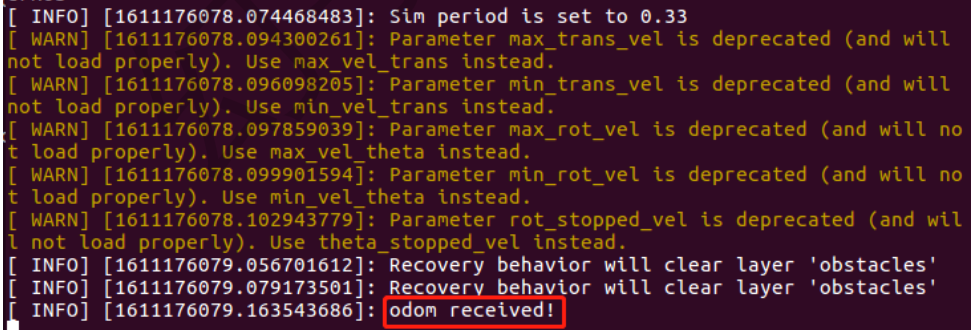 [ INFO] [1611176078.074468483]: Sim period is set to 0.33
[ WARN] [1611176078.094300261]: Parameter max_trans_vel is deprecated (and will
not load properly). Use max_vel_trans instead.
[ WARN] [1611176078.096098205]: Parameter min_trans_vel is deprecated (and will
not load properly). Use min_vel_trans instead.
[ WARN] [1611176078.097859039]: Parameter max_rot_vel is deprecated (and will no
t load properly). Use max_vel_theta instead.
[ WARN] [1611176078.099901594]: Parameter min_rot_vel is deprecated (and will no
t load properly). Use min_vel_theta instead.
[ WARN] [1611176078.102943779]: Parameter rot_stopped_vel is deprecated (and wil
l not load properly). Use theta_stopped_vel instead.
[ INFO] [1611176079.056701612]: Recovery behavior will clear layer 'obstacles'
[ INFO] [1611176079.079173501]: Recovery behavior will clear layer 'obstacles'
[ INFO] [1611176079.163543686]: odom received!